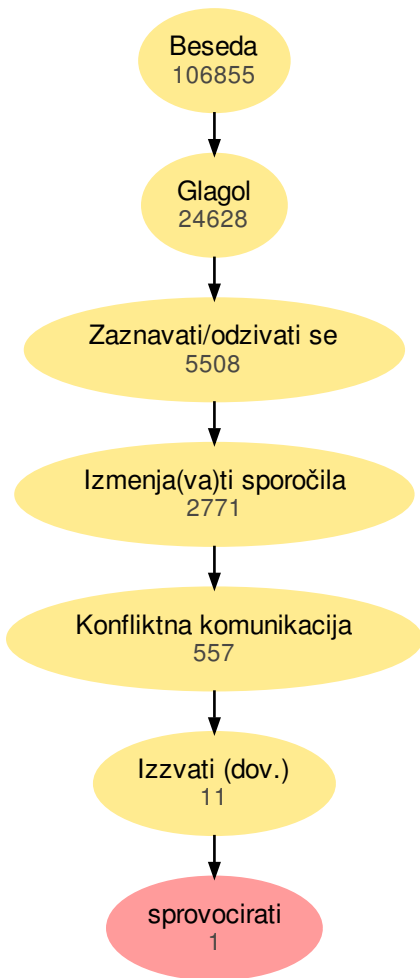 Beseda
106855
Glagol
24628
Zaznavati/odzivati se
5508
Izmenja(va)ti sporočila
2771
Konfliktna komunikacija
557
Izzvati (dov.)
11
sprovocirati
1